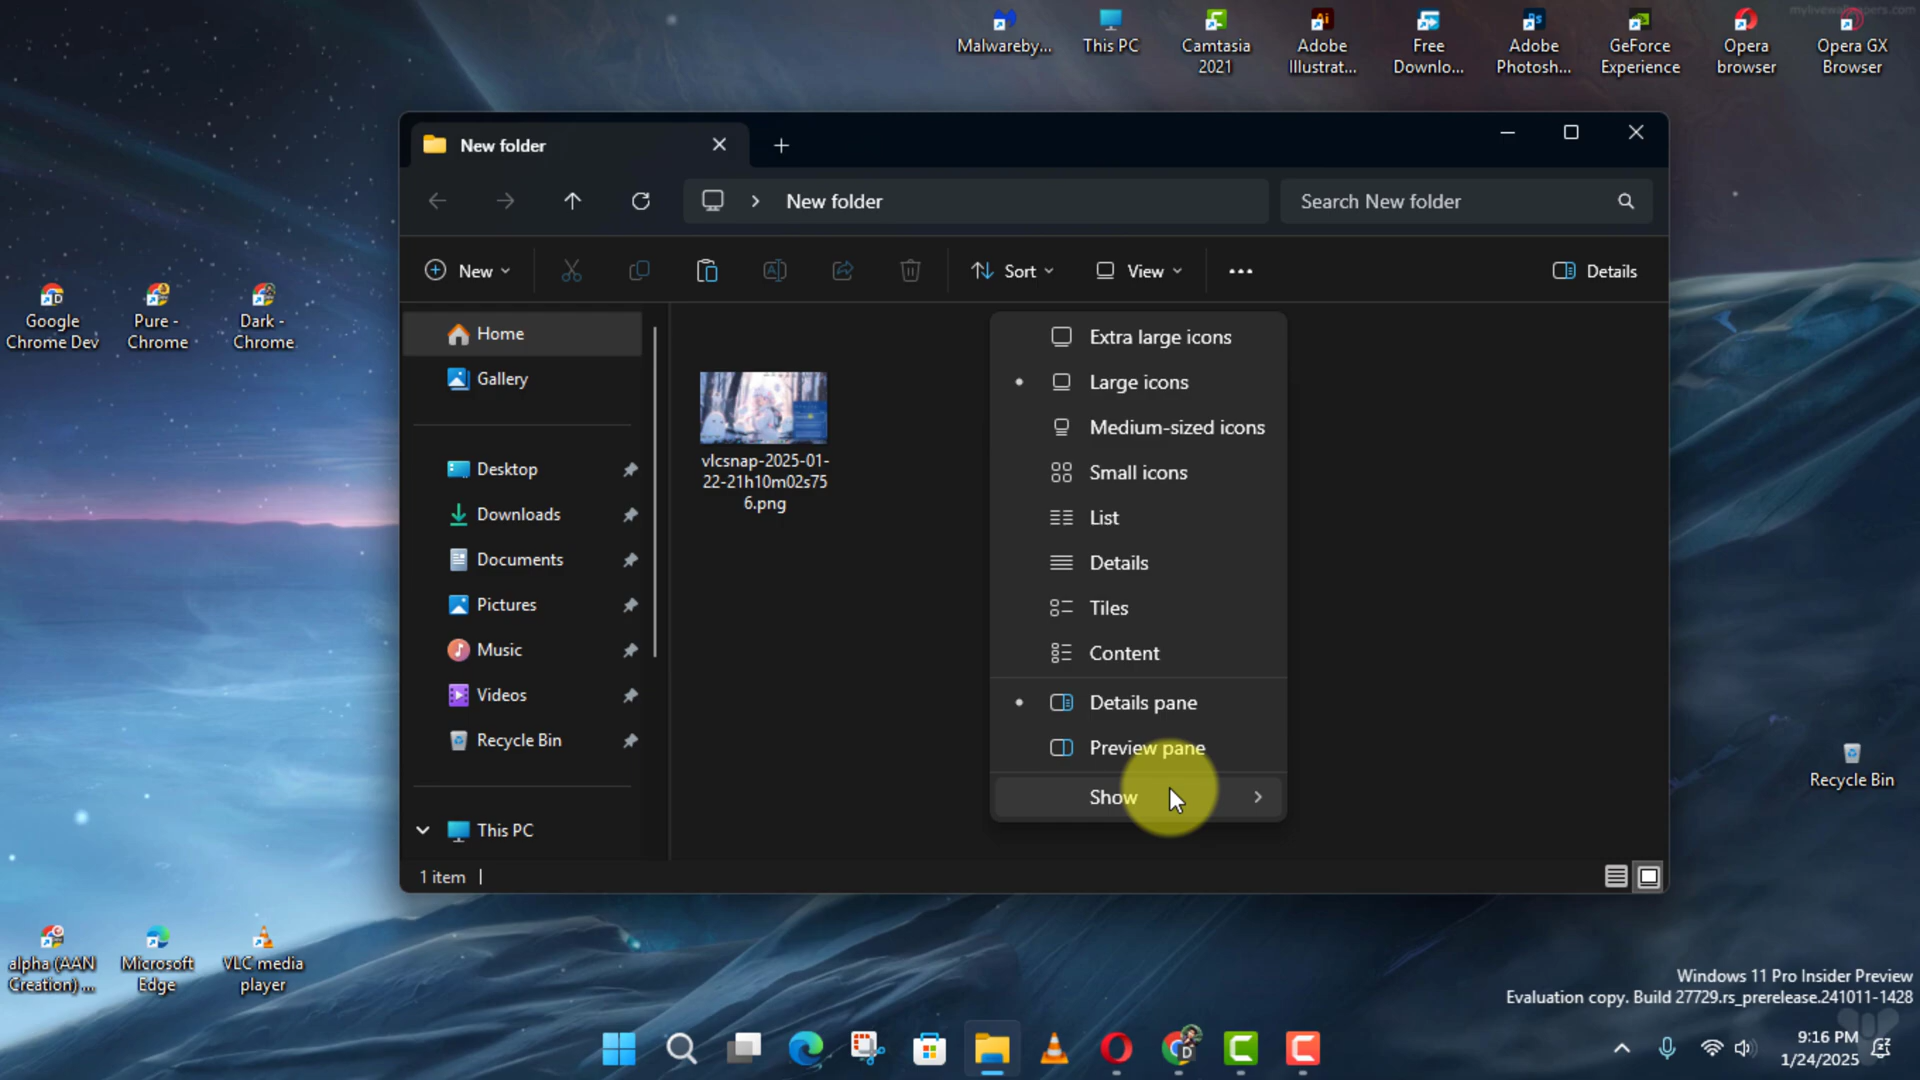 mylivewallpapers.com
Malwareby...
This PC
Camtasia
2021
Adobe
Illustrat...
Free
Downlo...
Adobe
Photosh...
GeForce
Experience
Opera
browser
Opera GX
Browser
New folder
New folder
Search New folder
New
Sort
View
Details
Google
Chrome Dev
Pure -
Chrome
Dark -
Chrome
Home
Gallery
Desktop
Downloads
Documents
Pictures
Music
Videos
Recycle Bin
This PC
vlcsnap-2025-01-
22-21h10m02s75
6.png
Extra large icons
Large icons
Medium-sized icons
Small icons
List
Details
Tiles
Content
Details pane
Preview pane
Show
1 item
Recycle Bin
alpha (AAN
Creation) ...
Microsoft
Edge
VLC media
player
Windows 11 Pro Insider Preview
Evaluation copy. Build 27729.rs_prerelease.241011-1428
9:16 PM
1/24/2025